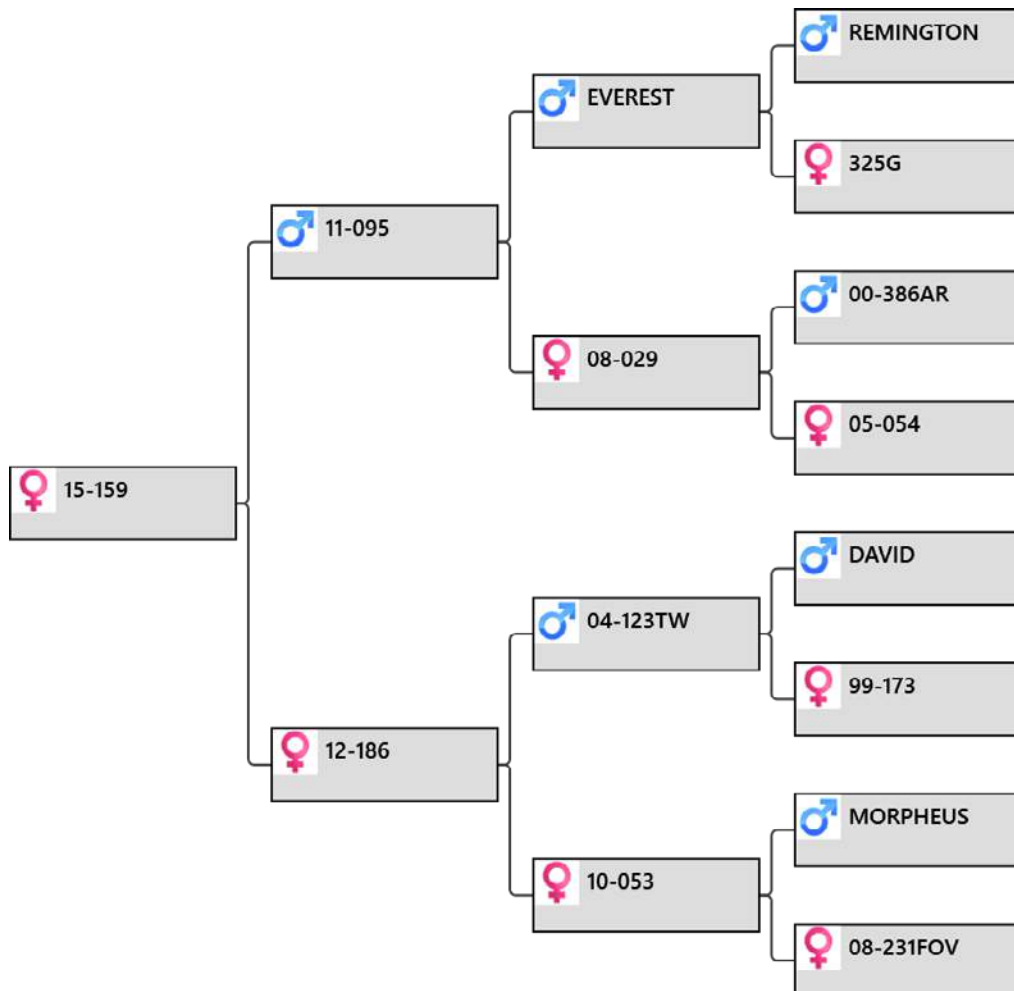 REMINGTON
EVEREST
325G
11-095
00-386AR
08-029
05-054
15-159
DAVID
04-123TW
99-173
12-186
MORPHEUS
10-053
08-231FOV